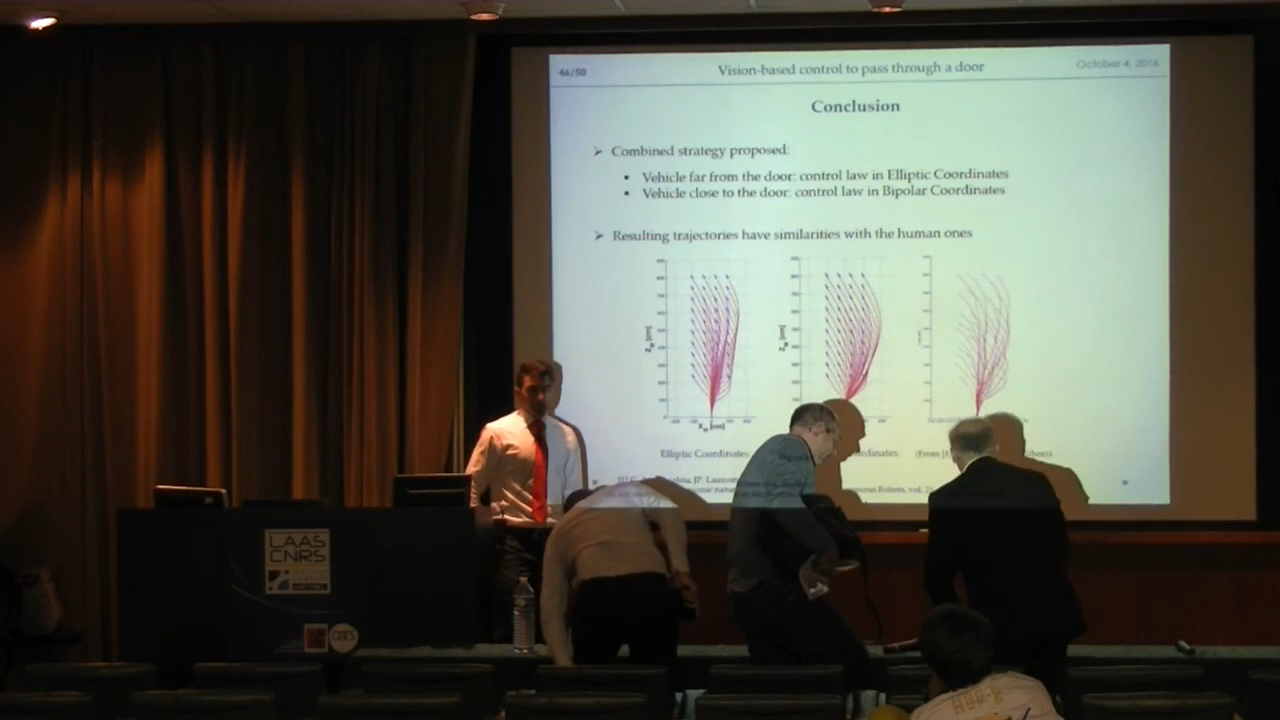 46/50
Vision-based control to pass through a door
October 4, 2016
Conclusion
Combined strategy proposed:
Vehicle far from the door: control law in Elliptic Coordinates
Vehicle close to the door: control law in Bipolar Coordinates
Resulting trajectories have similarities with the human ones
Elliptic Coordinates
(From
LAAS
CNRS
cnrs